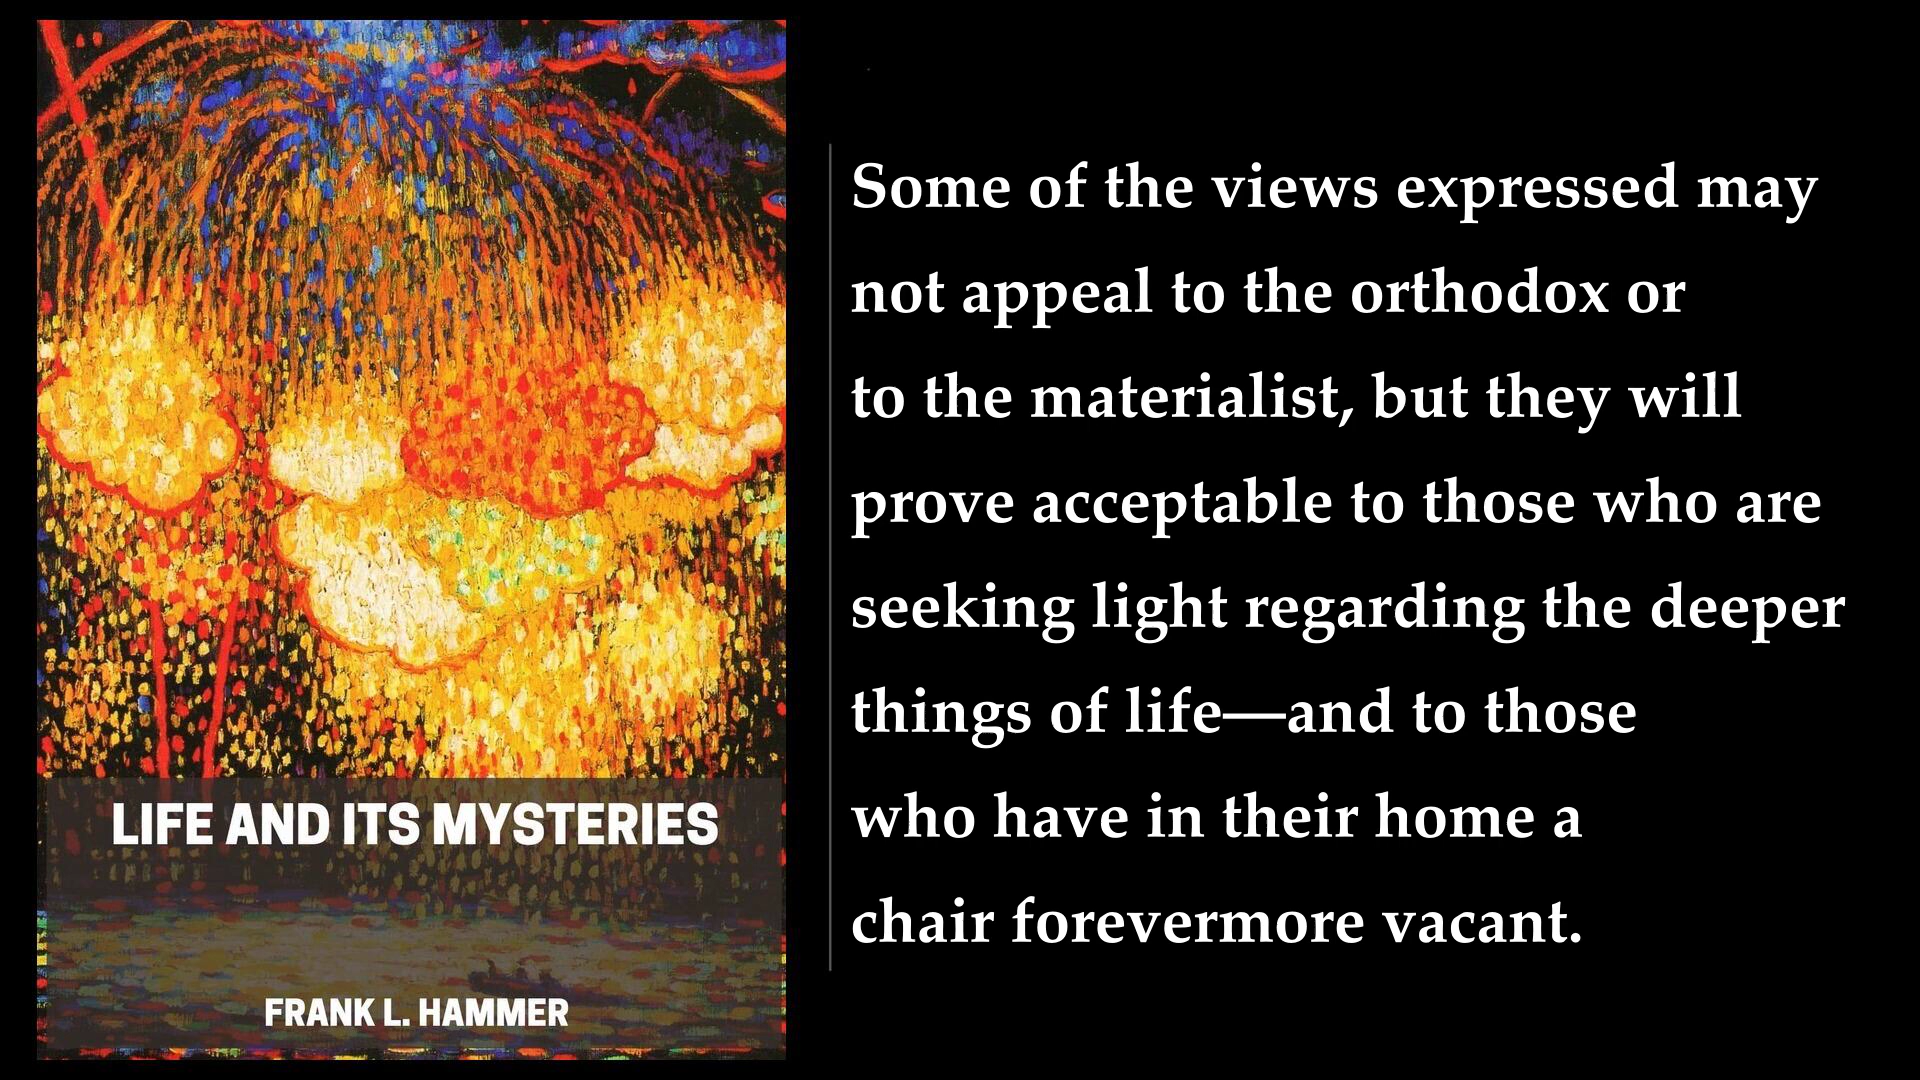 LIFE AND ITS MYSTERIES
FRANK L. HAMMER
Some of the views expressed may
not appeal to the orthodox or
to the materialist, but they will
prove acceptable to those who are
seeking light regarding the deeper
things of life—and to those
who have in their home a
chair forevermore vacant.